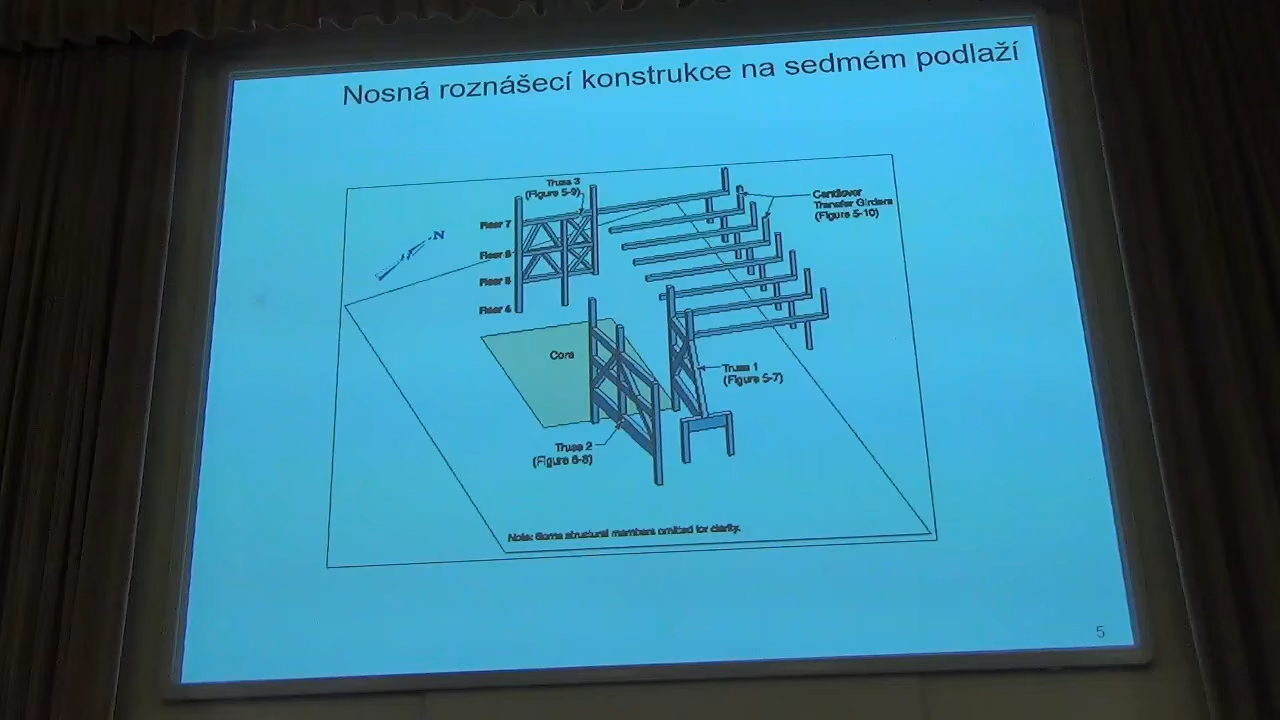 Nosná roznášecí konstrukce na sedmém podlaží
Truss 3
(Figure 5-9)
Cantilever
Transfer Girders
(Figure 5-10)
Floor 7
N
Floor 6
Floor 5
Floor 4
Core
Truss 1
(Figure 5-7)
Truss 2
(Figure 5-8)
Note: Some structural members omitted for clarity.
5